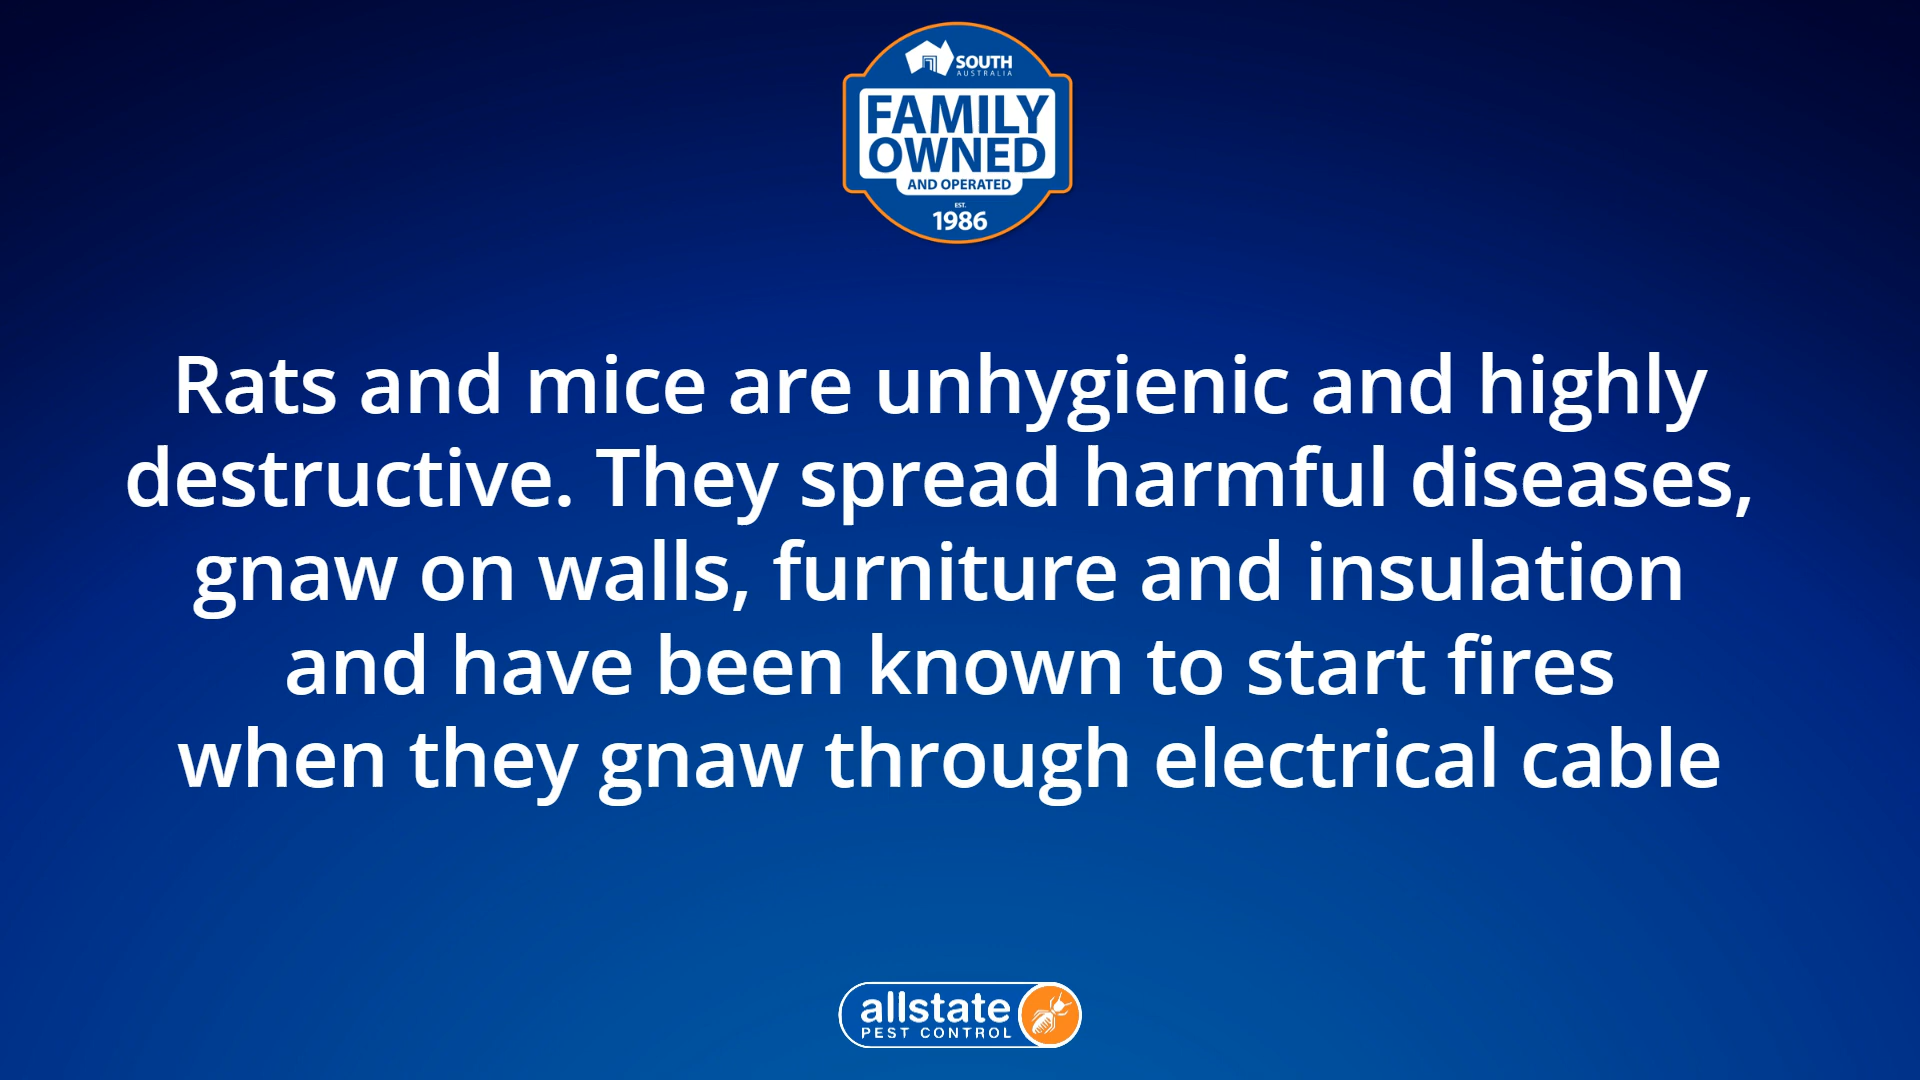 SOUTH
AUSTRALIA
FAMILY
OWNED
AND OPERATED
EST.
1986
Rats and mice are unhygienic and highly
destructive. They spread harmful diseases,
gnaw on walls, furniture and insulation
and have been known to start fires
when they gnaw through electrical cable
allstate
PEST CONTROL